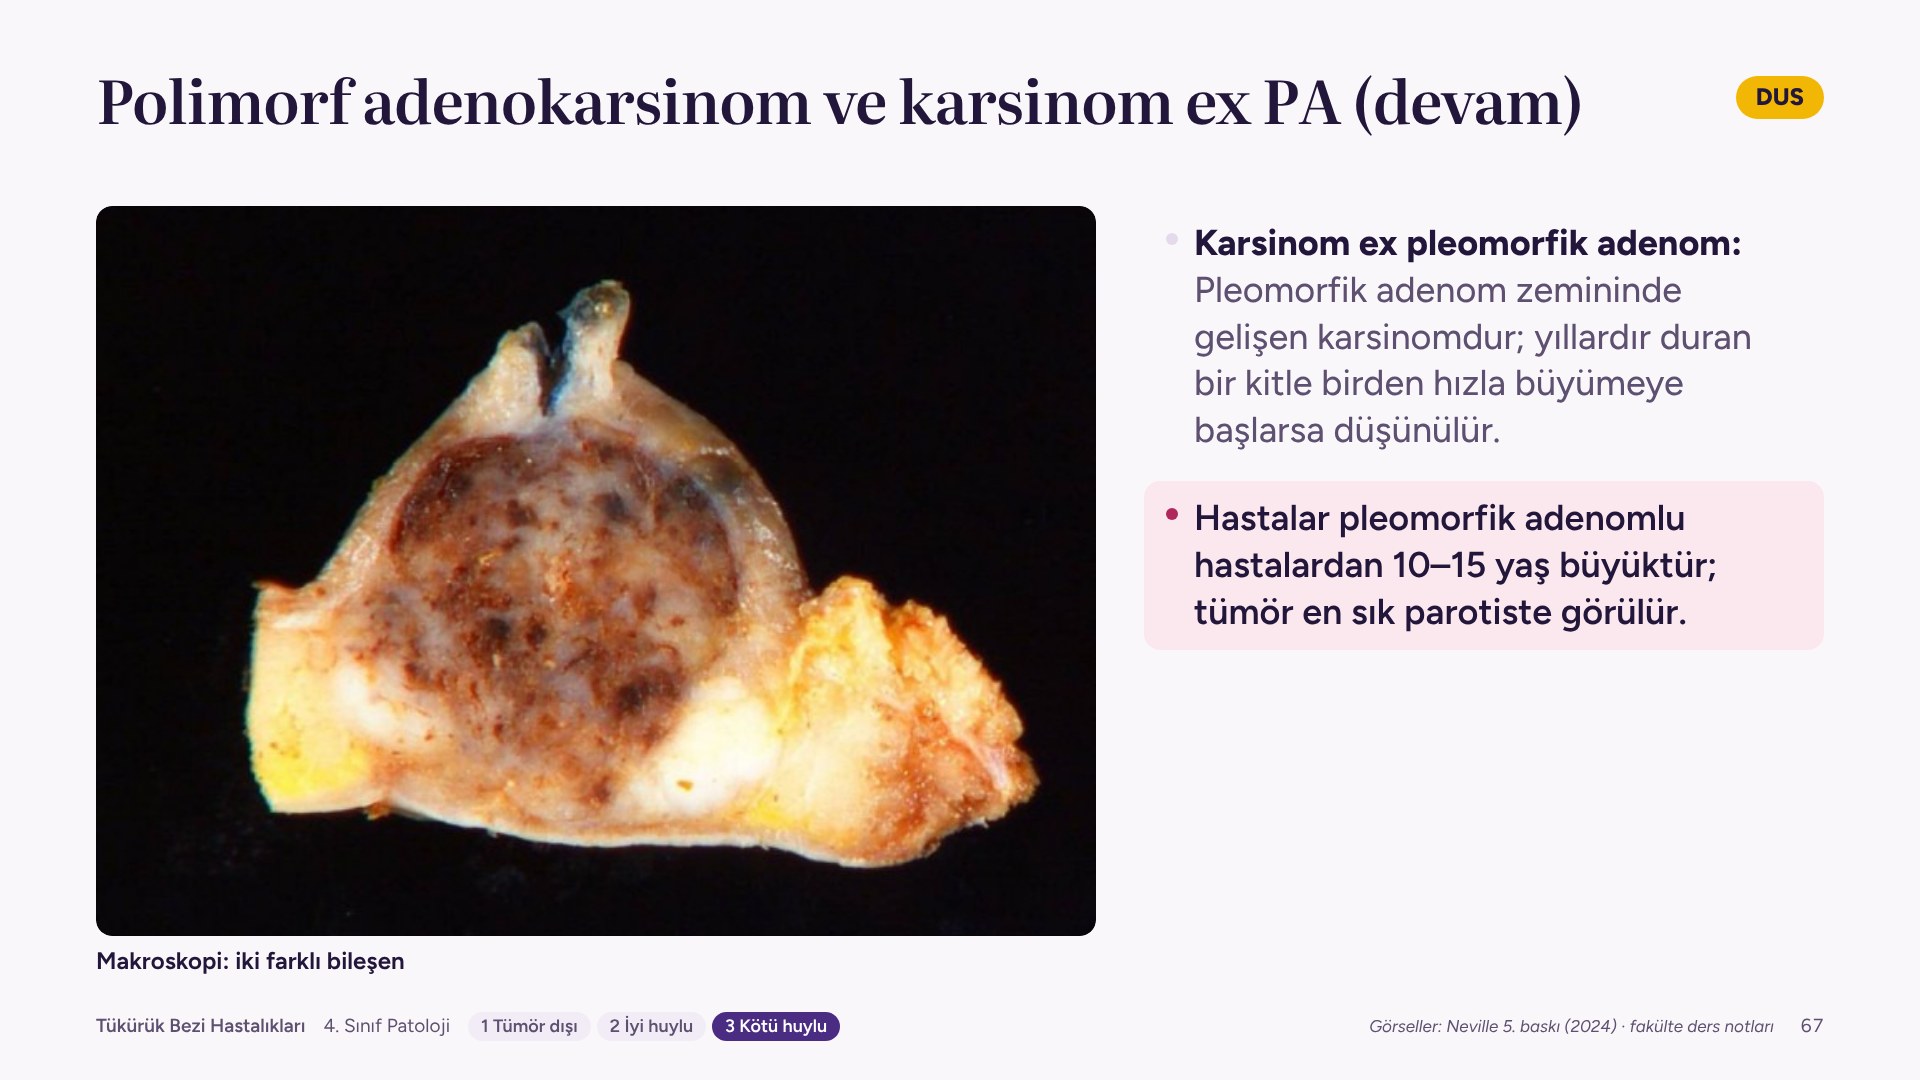 Polimorf adenokarsinom ve karsinom ex PA (devam)
DUS
Karsinom ex pleomorfik adenom:
Pleomorfik adenom zemininde
gelişen karsinomdur; yıllardır duran
bir kitle birden hızla büyümeye
başlarsa düşünülür.
Hastalar pleomorfik adenomlu
hastalardan 10–15 yaş büyüktür;
tümör en sık parotiste görülür.
Makroskopi: iki farklı bileşen
Tükürük Bezi Hastalıkları 4. Sınıf Patoloji 1 Tümör dışı 2 İyi huylu 3 Kötü huylu
Görseller: Neville 5. baskı (2024) · fakülte ders notları 67